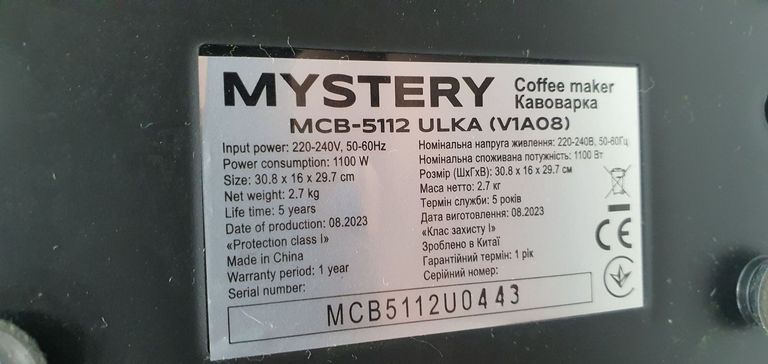 MYSTERY Coffee maker
Кавоварка
MCB-5112 ULKA (V1A08)
Input power: 220-240V, 50-60Hz
Power consumption: 1100 W
Size: 30.8 x 16 x 29.7 cm
Net weight: 2.7 kg
Life time: 5 years
Date of production: 08.2023
«Protection class I»
Made in China
Warranty period: 1 year
Serial number:
Номінальна напруга живлення: 220-240В, 50-60Гц
Номінальна споживана потужність: 1100 Вт
Розмір (ШхГхВ): 30.8 x 16 x 29.7 см
Маса нетто: 2.7 кг
Термін служби: 5 років
Дата виготовлення: 08.2023
«Клас захисту I»
Зроблено в Китаї
Гарантійний термін: 1 рік
Серійний номер:
CE
MCB5112U0443